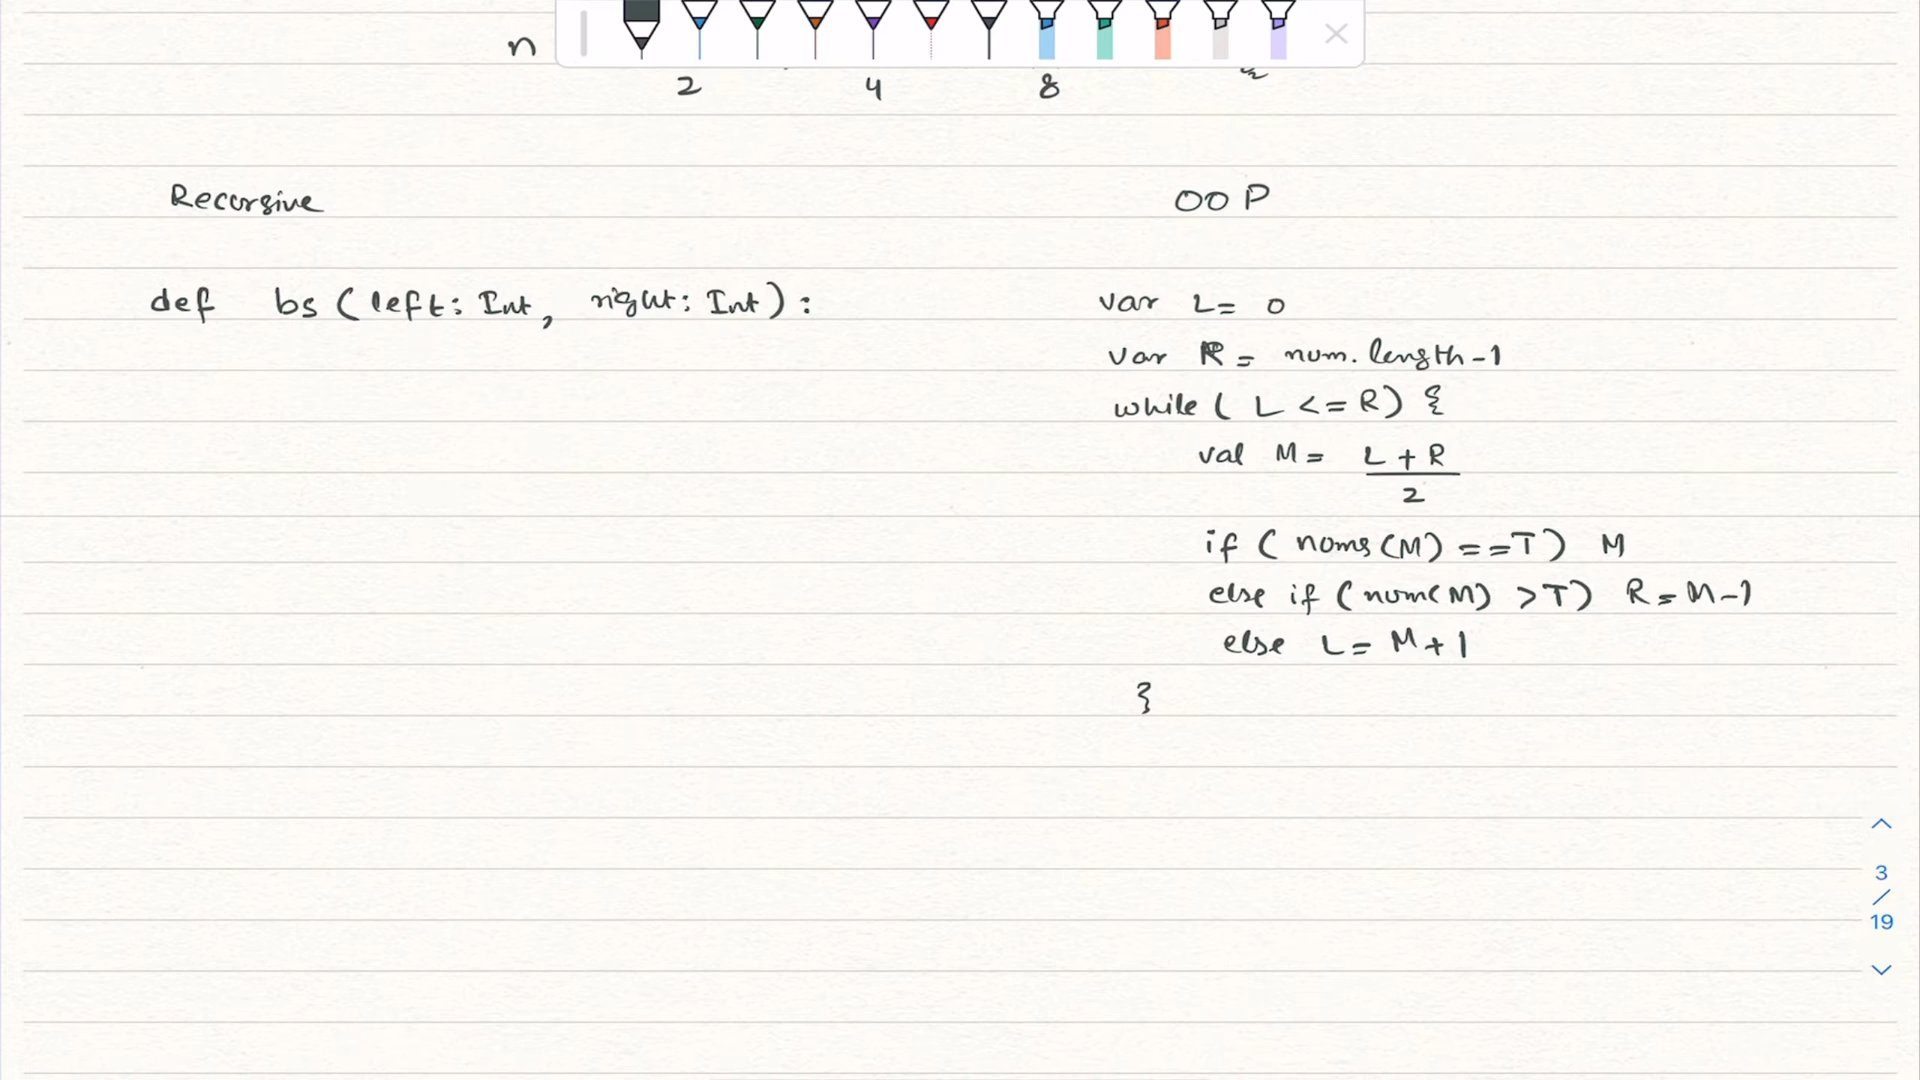 n
2 4 8
Recursive
OOP
def bs (left: Int, right: Int) :
var L = 0
var R = num.length-1
while ( L <= R) {
val M = L + R
2
if ( nums (M) == T) M
else if (num(M) > T) R = M-1
else L = M+1
}
3
/
19